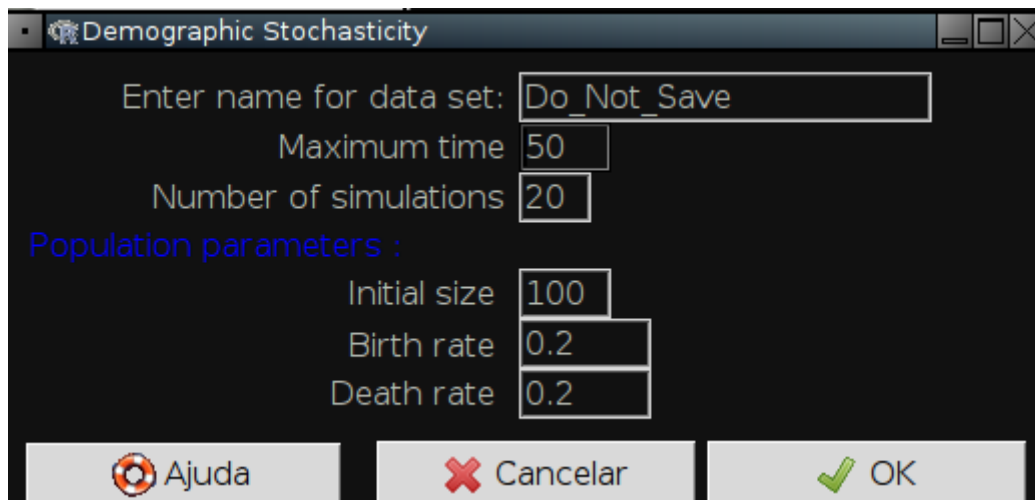 Demographic Stochasticity
Enter name for data set: Do_Not_Save
Maximum time 50
Number of simulations 20
Population parameters :
Initial size 100
Birth rate 0.2
Death rate 0.2
Ajuda Cancelar OK